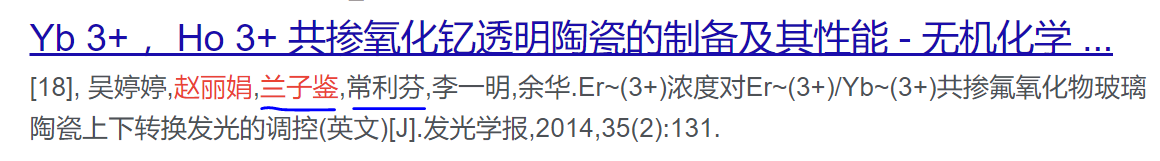 Yb 3+ ， Ho 3+ 共掺氧化钇透明陶瓷的制备及其性能 - 无机化学 ...
[18], 吴婷婷,赵丽娟,兰子鉴,常利芬,李一明,余华.Er~(3+)浓度对Er~(3+)/Yb~(3+)共掺氟氧化物玻璃
陶瓷上下转换发光的调控(英文)[J].发光学报,2014,35(2):131.